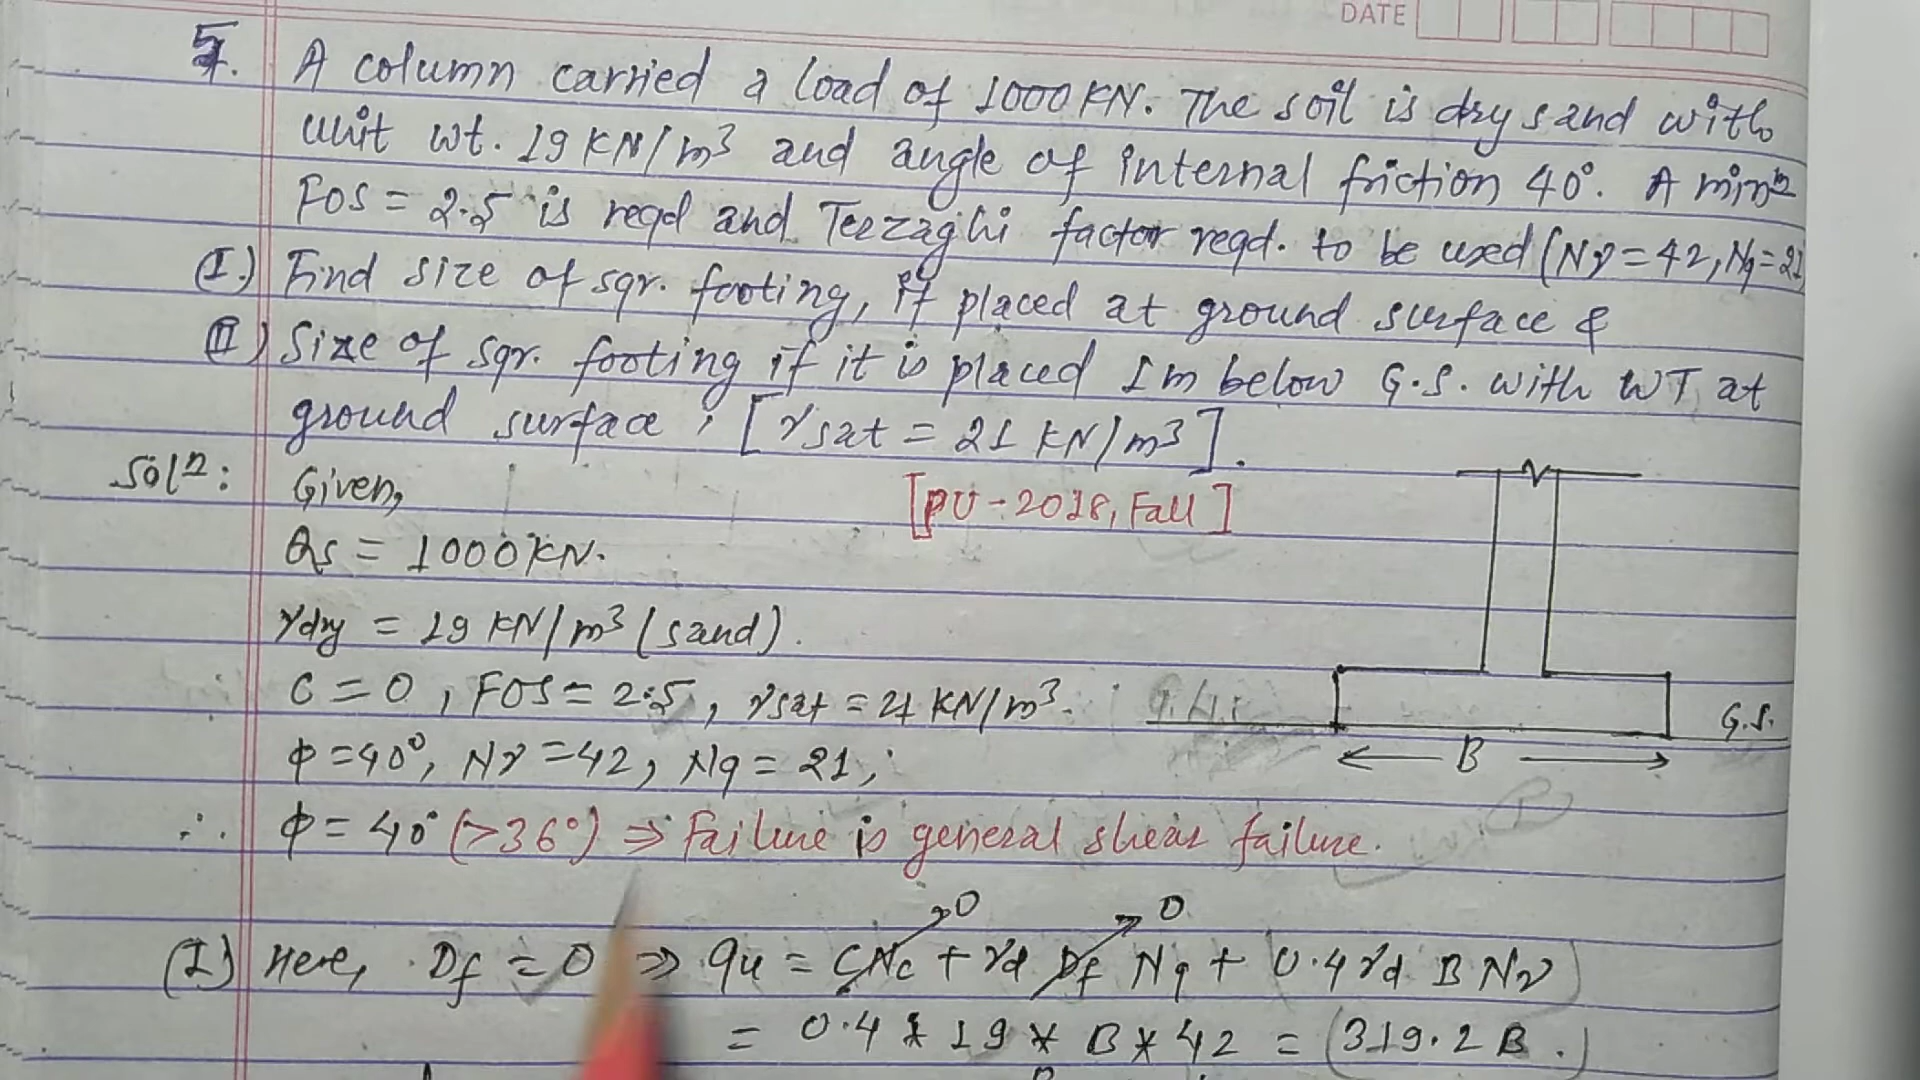 DATE
5. A column carried a load of 1000 KN. The soil is dry sand with
unit wt. 19 KN/m³ and angle of internal friction 40°. A minᵐ
FOS = 2.5 is reqd and Terzaghi factor reqd. to be used (Nγ = 42, Nq = 21
(I.) Find size of sqr. footing, if placed at ground surface &
(II) Size of sqr. footing if it is placed 1m below G.S. with WT at
ground surface, [γsat = 21 KN/m³].
Solⁿ: Given,
[PU - 2018, Fall]
Qs = 1000 KN.
γdry = 19 KN/m³ (sand).
C = 0, FOS = 2.5, γsat = 21 KN/m³.
G.S.
φ = 40°, Nγ = 42, Nq = 21,
B
∴ φ = 40° (>36°) ⇒ Failure is general shear failure.
0 0
(I) Here, Df = 0 ⇒ qu = CNc + γd Df Nq + 0.4 γd B Nγ
= 0.4 * 19 * B * 42 = (319.2 B.)